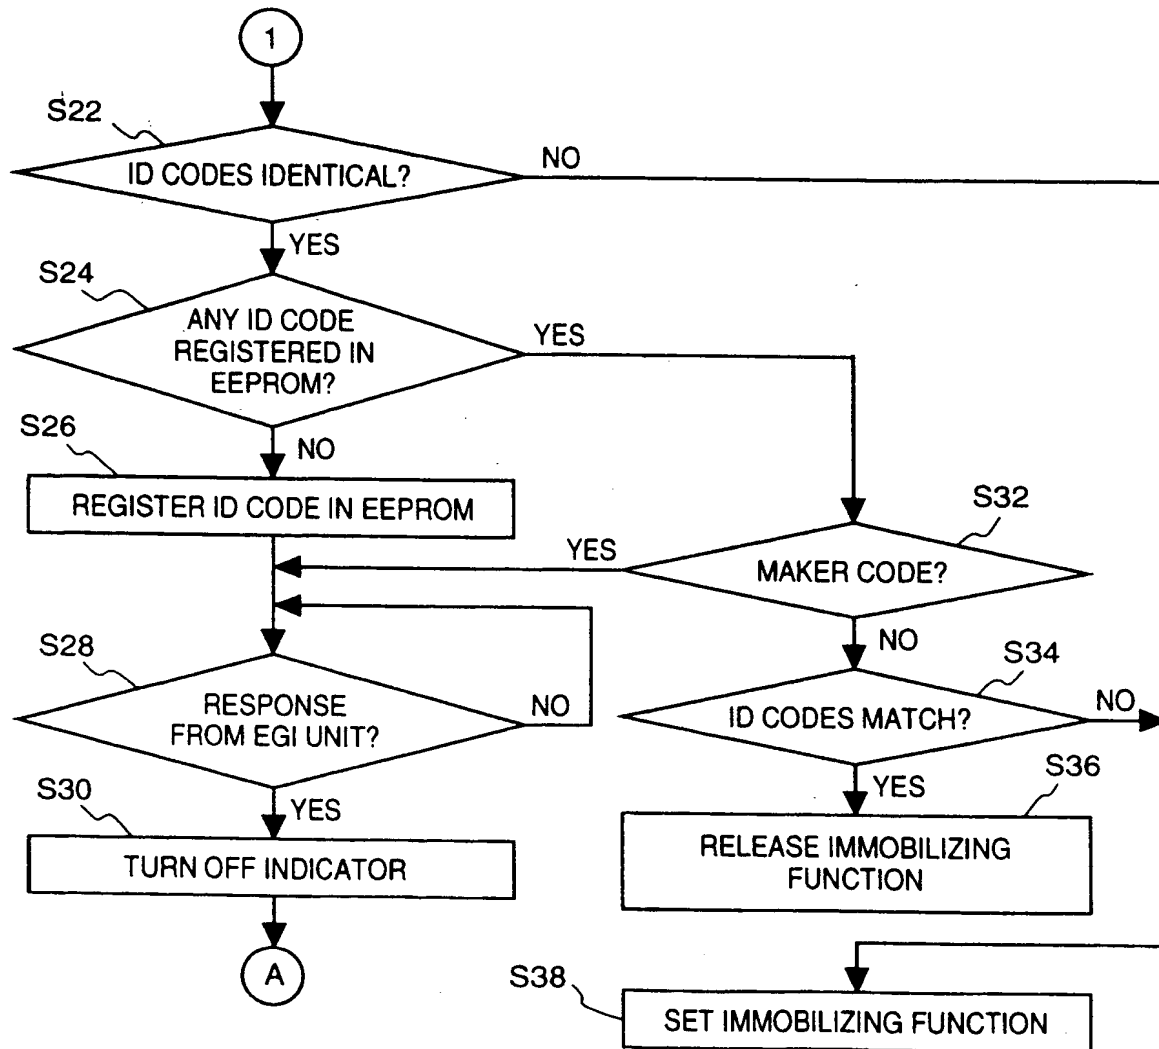 1
S22
ID CODES IDENTICAL?
NO
YES
S24
ANY ID CODE
REGISTERED IN
EEPROM?
YES
S26
NO
REGISTER ID CODE IN EEPROM
S32
YES
MAKER CODE?
NO
S28
RESPONSE
FROM EGI UNIT?
NO
S34
ID CODES MATCH?
NO
S30
YES
TURN OFF INDICATOR
S36
YES
RELEASE IMMOBILIZING
FUNCTION
A
S38
SET IMMOBILIZING FUNCTION